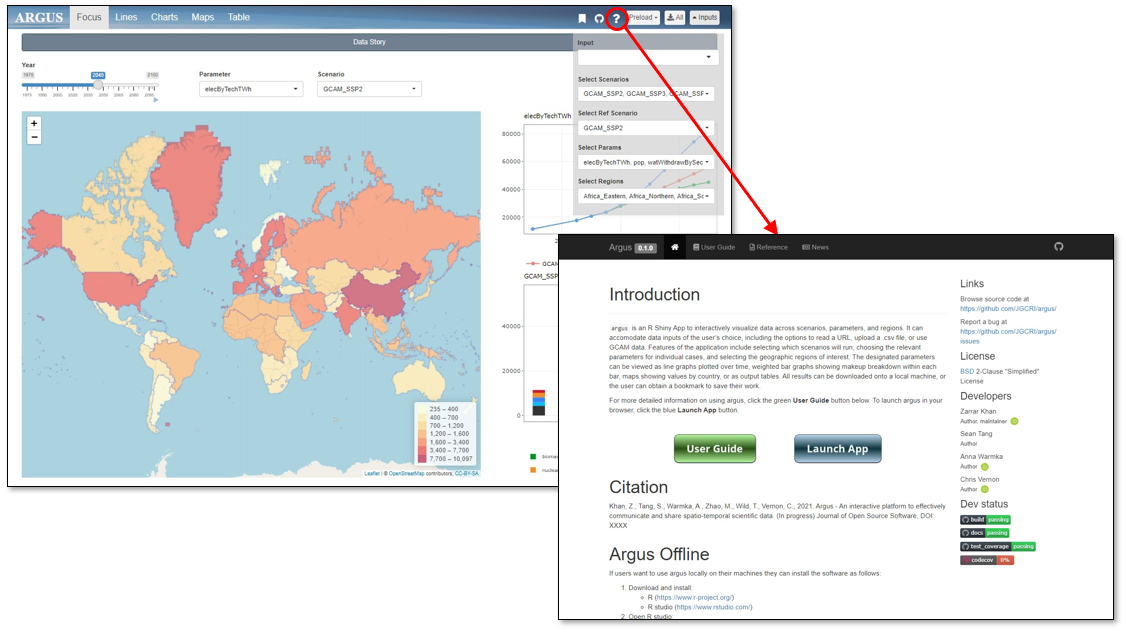 ARGUS Focus Lines Charts Maps Table
? Preload All Inputs
Data Story
Year
1975 2045 2100
Parameter
elecByTechTWh
Scenario
GCAM_SSP2
Input
Select Scenarios
GCAM_SSP2, GCAM_SSP3, GCAM_SSF
Select Ref Scenario
GCAM_SSP2
Select Params
elecByTechTWh, pop, watWithdrawBySec
Select Regions
Africa_Eastern, Africa_Northern, Africa_Sc
+
−
235 – 400
400 – 700
700 – 1,200
1,200 – 1,600
1,600 – 3,400
3,400 – 7,700
7,700 – 10,097
Leaflet | © OpenStreetMap contributors, CC-BY-SA
elecByTechTWh
80000
60000
40000
20000
GCAM
GCAM_SSP
40000
20000
0
biomas
nuclear
Argus 0.1.0 User Guide Reference News
Introduction
argus is an R Shiny App to interactively visualize data across scenarios, parameters, and regions. It can
accomodate data inputs of the user's choice, including the options to read a URL, upload a .csv file, or use
GCAM data. Features of the application include selecting which scenarios will run, choosing the relevant
parameters for individual cases, and selecting the geographic regions of interest. The designated parameters
can be viewed as line graphs plotted over time, weighted bar graphs showing makeup breakdown within each
bar, maps showing values by country, or as output tables. All results can be downloaded onto a local machine, or
the user can obtain a bookmark to save their work.
For more detailed information on using argus, click the green User Guide button below. To launch argus in your
browser, click the blue Launch App button.
User Guide Launch App
Citation
Khan, Z., Tang, S., Warmka, A., Zhao, M., Wild, T., Vernon, C., 2021. Argus - An interactive platform to effectively
communicate and share spatio-temporal scientific data. (In progress) Journal of Open Source Software, DOI:
XXXX
Argus Offline
If users want to use argus locally on their machines they can install the software as follows:
1. Download and install:
R (https://www.r-project.org/)
R studio (https://www.rstudio.com/)
2. Open R studio:
Links
Browse source code at
https://github.com/JGCRI/argus/
Report a bug at
https://github.com/JGCRI/argus/
issues
License
BSD 2-Clause "Simplified"
License
Developers
Zarrar Khan
Author, maintainer
Sean Tang
Author
Anna Warmka
Author
Chris Vernon
Author
Dev status
build passing
docs passing
test_coverage passing
codecov 0%